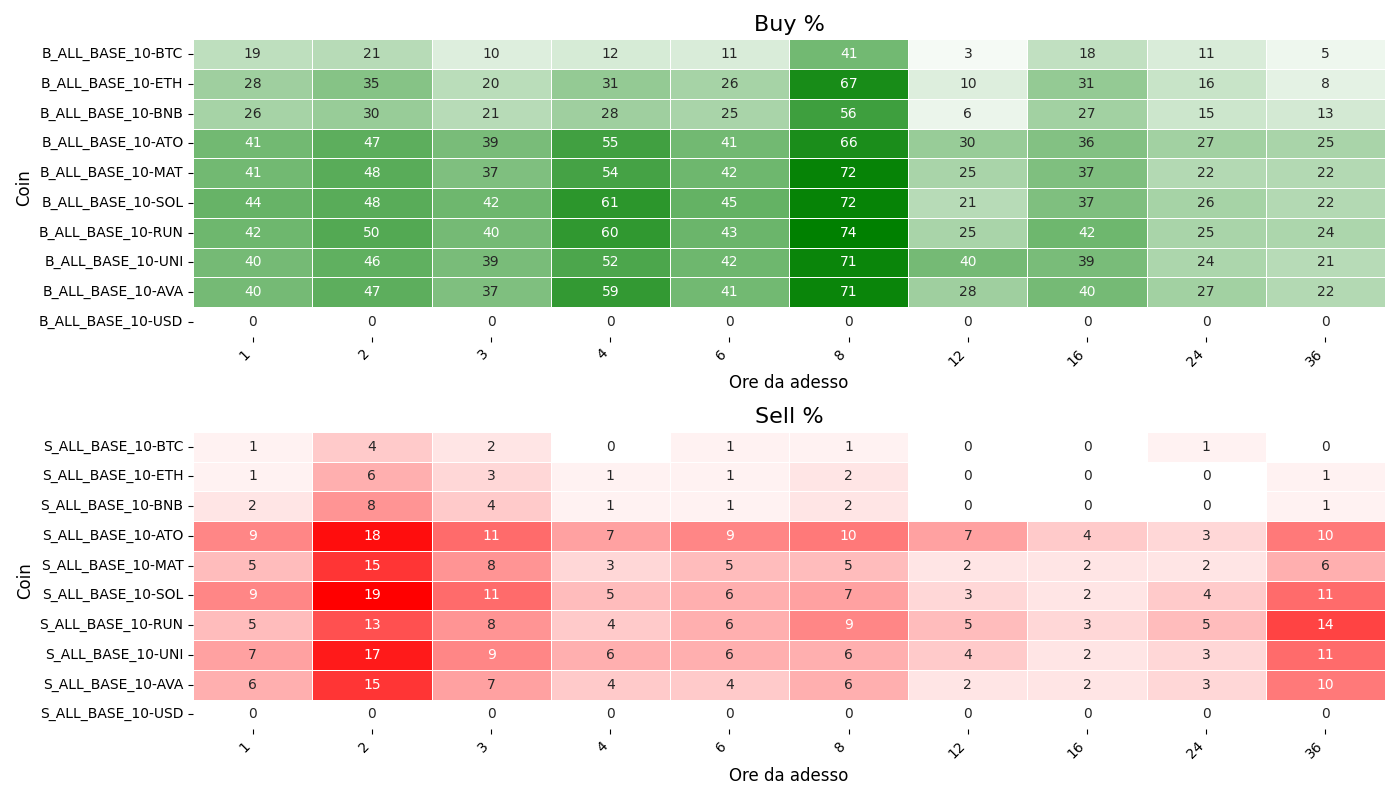 Buy %
Coin
B_ALL_BASE_10-BTC 19 21 10 12 11 41 3 18 11 5
B_ALL_BASE_10-ETH 28 35 20 31 26 67 10 31 16 8
B_ALL_BASE_10-BNB 26 30 21 28 25 56 6 27 15 13
B_ALL_BASE_10-ATO 41 47 39 55 41 66 30 36 27 25
B_ALL_BASE_10-MAT 41 48 37 54 42 72 25 37 22 22
B_ALL_BASE_10-SOL 44 48 42 61 45 72 21 37 26 22
B_ALL_BASE_10-RUN 42 50 40 60 43 74 25 42 25 24
B_ALL_BASE_10-UNI 40 46 39 52 42 71 40 39 24 21
B_ALL_BASE_10-AVA 40 47 37 59 41 71 28 40 27 22
B_ALL_BASE_10-USD 0 0 0 0 0 0 0 0 0 0
1 2 3 4 6 8 12 16 24 36
Ore da adesso
Sell %
Coin
S_ALL_BASE_10-BTC 1 4 2 0 1 1 0 0 1 0
S_ALL_BASE_10-ETH 1 6 3 1 1 2 0 0 0 1
S_ALL_BASE_10-BNB 2 8 4 1 1 2 0 0 0 1
S_ALL_BASE_10-ATO 9 18 11 7 9 10 7 4 3 10
S_ALL_BASE_10-MAT 5 15 8 3 5 5 2 2 2 6
S_ALL_BASE_10-SOL 9 19 11 5 6 7 3 2 4 11
S_ALL_BASE_10-RUN 5 13 8 4 6 9 5 3 5 14
S_ALL_BASE_10-UNI 7 17 9 6 6 6 4 2 3 11
S_ALL_BASE_10-AVA 6 15 7 4 4 6 2 2 3 10
S_ALL_BASE_10-USD 0 0 0 0 0 0 0 0 0 0
1 2 3 4 6 8 12 16 24 36
Ore da adesso